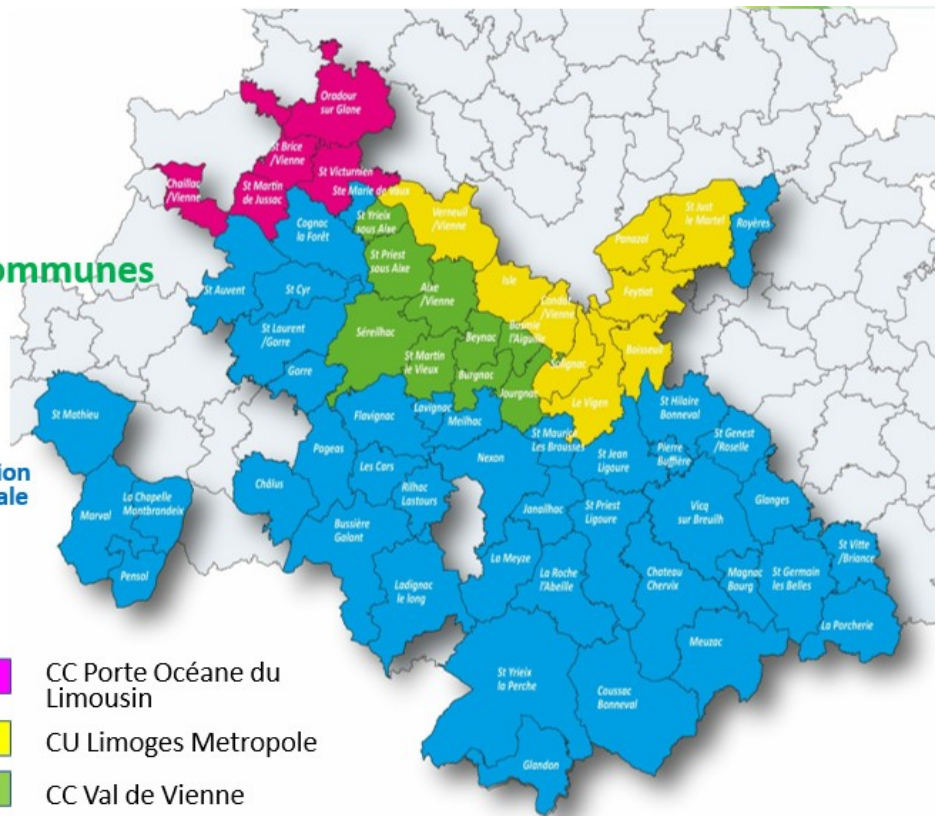 Oradour
sur Glane
St Brice
/Vienne
St Victurnien
Chaillac
/Vienne
St Martin
de Jussac
Ste Marie de Vaux
Cognac
la Forêt
St Yrieix
sous Aixe
Verneuil
/Vienne
St Just
le Martel
Royères
Panazol
ommunes
St Priest
sous Aixe
St Auvent
St Cyr
Aixe
/Vienne
Isle
Feytiat
Condat
/Vienne
St Laurent
/Gorre
Séreilhac
Beynac
Bosmie
l'Aiguille
Boisseuil
St Martin
le Vieux
Burgnac
Solignac
Gorre
Jourgnac
Le Vigen
St Mathieu
Flavignac
Lavignac
Meilhac
St Hilaire
Bonneval
St Maurice
Les Brousses
St Genest
/Roselle
Pageas
Nexon
St Jean
Ligoure
Pierre
Buffière
ion
ale
Les Cars
Châlus
Rilhac
Lastours
La Chapelle
Montbrandeix
Marval
Janailhac
St Priest
Ligoure
Vicq
sur Breuilh
Glanges
Bussière
Galant
St Vitte
/Briance
Pensol
La Meyze
La Roche
l'Abeille
Chateau
Chervix
Magnac
Bourg
St Germain
les Belles
Ladignac
le long
La Porcherie
Meuzac
St Yrieix
la Perche
Coussac
Bonneval
Glandon
CC Porte Océane du
Limousin
CU Limoges Metropole
CC Val de Vienne